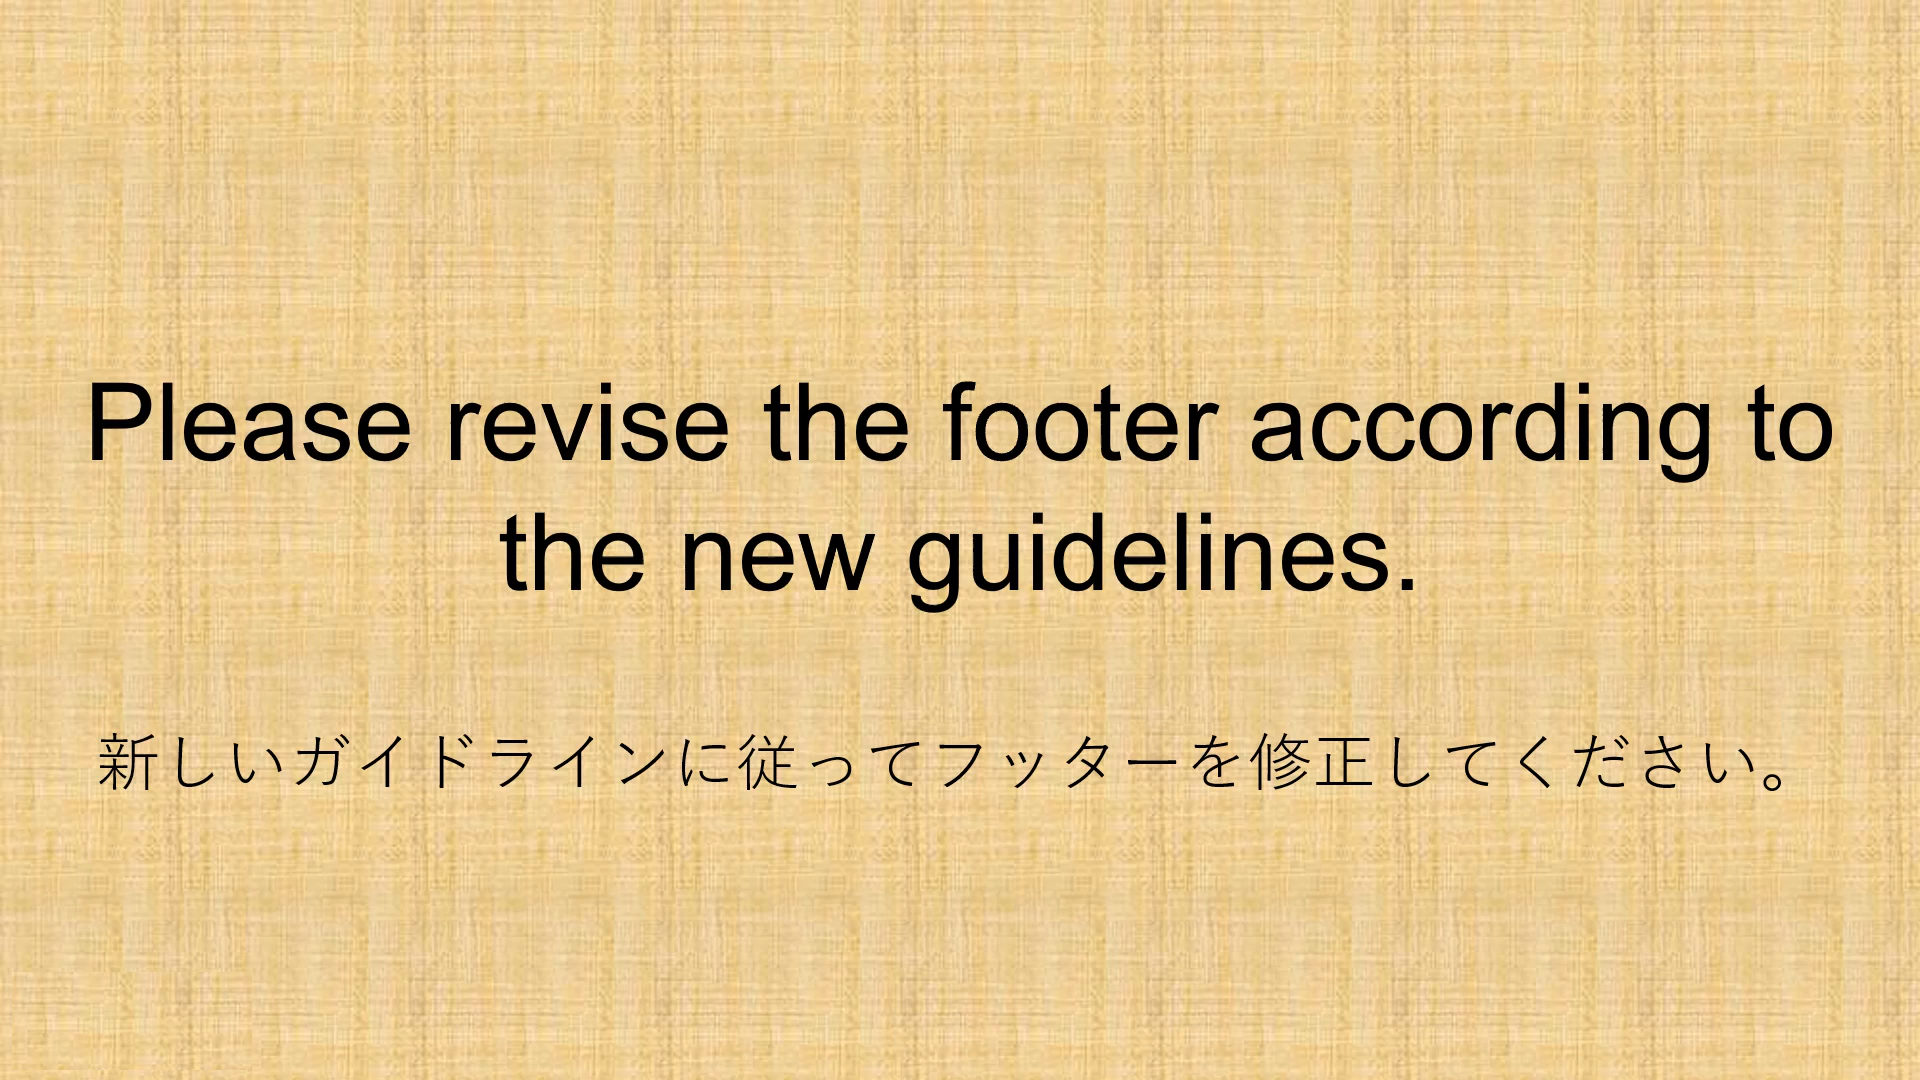 Please revise the footer according to
the new guidelines.
新しいガイドラインに従ってフッターを修正してください。